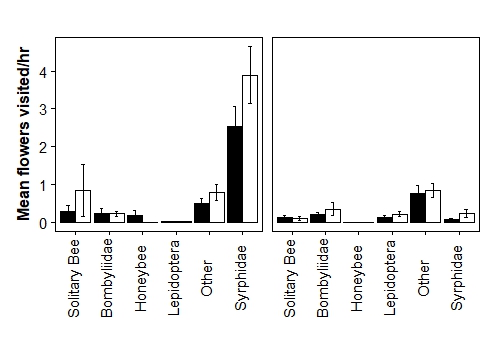 Mean flowers visited/hr
4
3
2
1
0
Solitary Bee
Bombyliidae
Honeybee
Lepidoptera
Other
Syrphidae
Solitary Bee
Bombyliidae
Honeybee
Lepidoptera
Other
Syrphidae